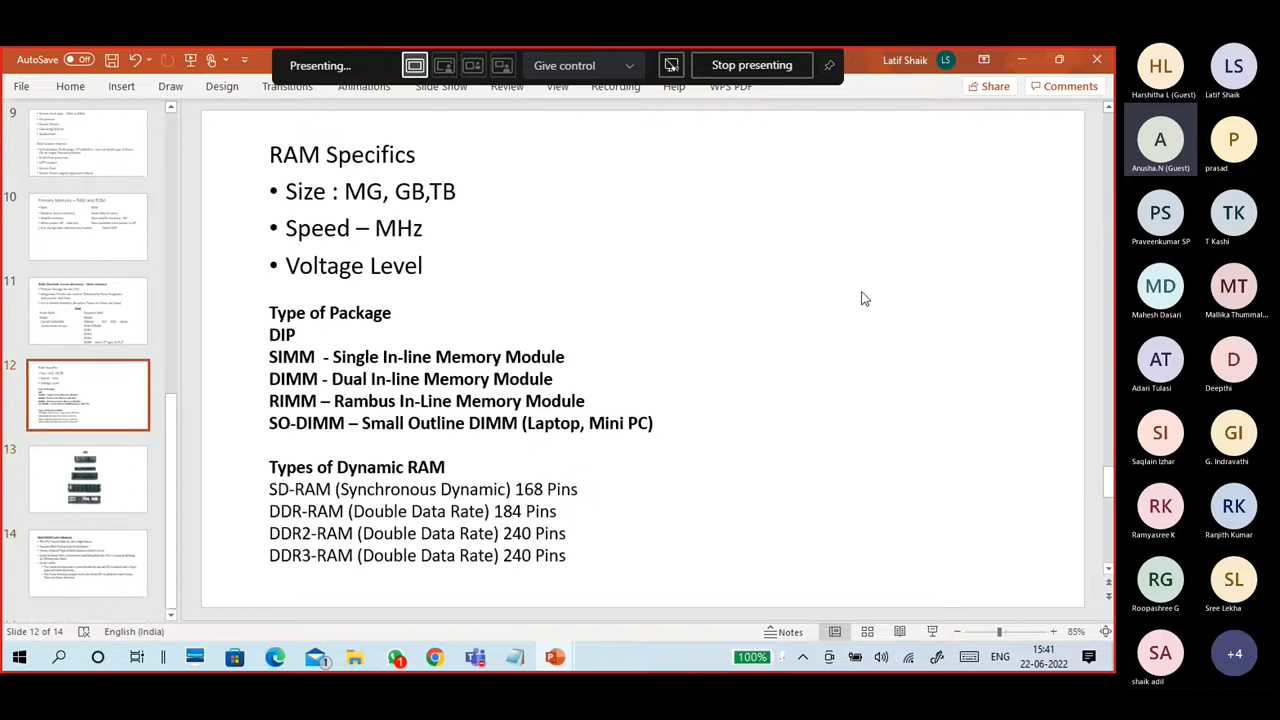 AutoSave Off
Presenting...
Give control
Stop presenting
Latif Shaik LS
File Home Insert Draw Design Transitions Animations Slide Show Review View Recording Help WPS PDF
Share
Comments
9
10
Primary Memory – RAM and ROM
11
12
13
14
RAM Specifics
• Size : MG, GB,TB
• Speed – MHz
• Voltage Level
Type of Package
DIP
SIMM - Single In-line Memory Module
DIMM - Dual In-line Memory Module
RIMM - Rambus In-Line Memory Module
SO-DIMM – Small Outline DIMM (Laptop, Mini PC)
Types of Dynamic RAM
SD-RAM (Synchronous Dynamic) 168 Pins
DDR-RAM (Double Data Rate) 184 Pins
DDR2-RAM (Double Data Rate) 240 Pins
DDR3-RAM (Double Data Rate) 240 Pins
Slide 12 of 14
English (India)
Notes
85%
1
1
100%
ENG
15:41
22-06-2022
HL
Harshitha L (Guest)
LS
Latif Shaik
A
Anusha.N (Guest)
P
prasad
PS
Praveenkumar SP
TK
T Kashi
MD
Mahesh Dasari
MT
Mallika Thummal...
AT
Adari Tulasi
D
Deepthi
SI
Saqlain Izhar
GI
G. Indravathi
RK
Ramyasree K
RK
Ranjith Kumar
RG
Roopashree G
SL
Sree Lekha
SA
shaik adil
+4